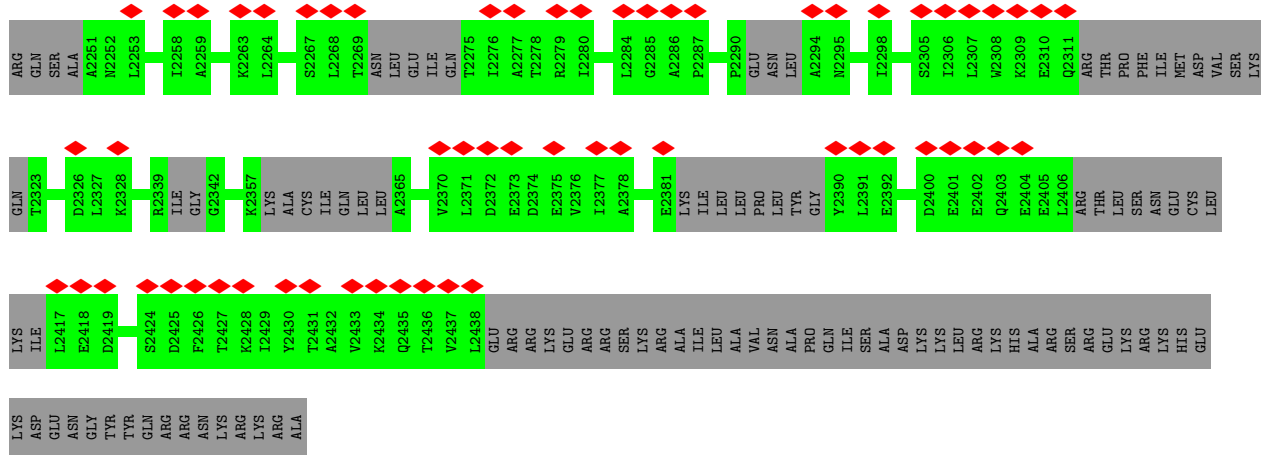 ARG GLN SER ALA A2251 N2252 L2253 I2258 A2259 K2263 L2264 S2267 L2268 T2269 ASN LEU GLU ILE GLN T2275 I2276 A2277 T2278 R2279 I2280 L2284 G2285 A2286 P2287 P2290 GLU ASN LEU A2294 N2295 I2298 S2305 I2306 L2307 W2308 K2309 E2310 Q2311 ARG THR PRO PHE ILE MET ASP VAL SER LYS
GLN T2323 D2326 L2327 K2328 R2339 ILE GLY G2342 K2357 LYS ALA CYS ILE GLN LEU LEU A2365 V2370 L2371 D2372 E2373 D2374 E2375 V2376 I2377 A2378 E2381 LYS ILE LEU LEU PRO LEU TYR GLY Y2390 L2391 E2392 D2400 E2401 E2402 Q2403 E2404 E2405 L2406 ARG THR LEU SER ASN GLU CYS LEU
LYS ILE L2417 E2418 D2419 S2424 D2425 F2426 T2427 K2428 I2429 Y2430 T2431 A2432 V2433 K2434 Q2435 T2436 V2437 L2438 GLU ARG ARG LYS GLU ARG ARG SER LYS ARG ALA ILE LEU ALA VAL ASN ALA PRO GLN ILE SER ALA ASP LYS LYS LEU ARG LYS HIS ALA ARG SER ARG GLU LYS ARG LYS HIS GLU
LYS ASP GLU ASN GLY TYR TYR GLN ARG ARG ASN LYS ARG LYS ARG ALA